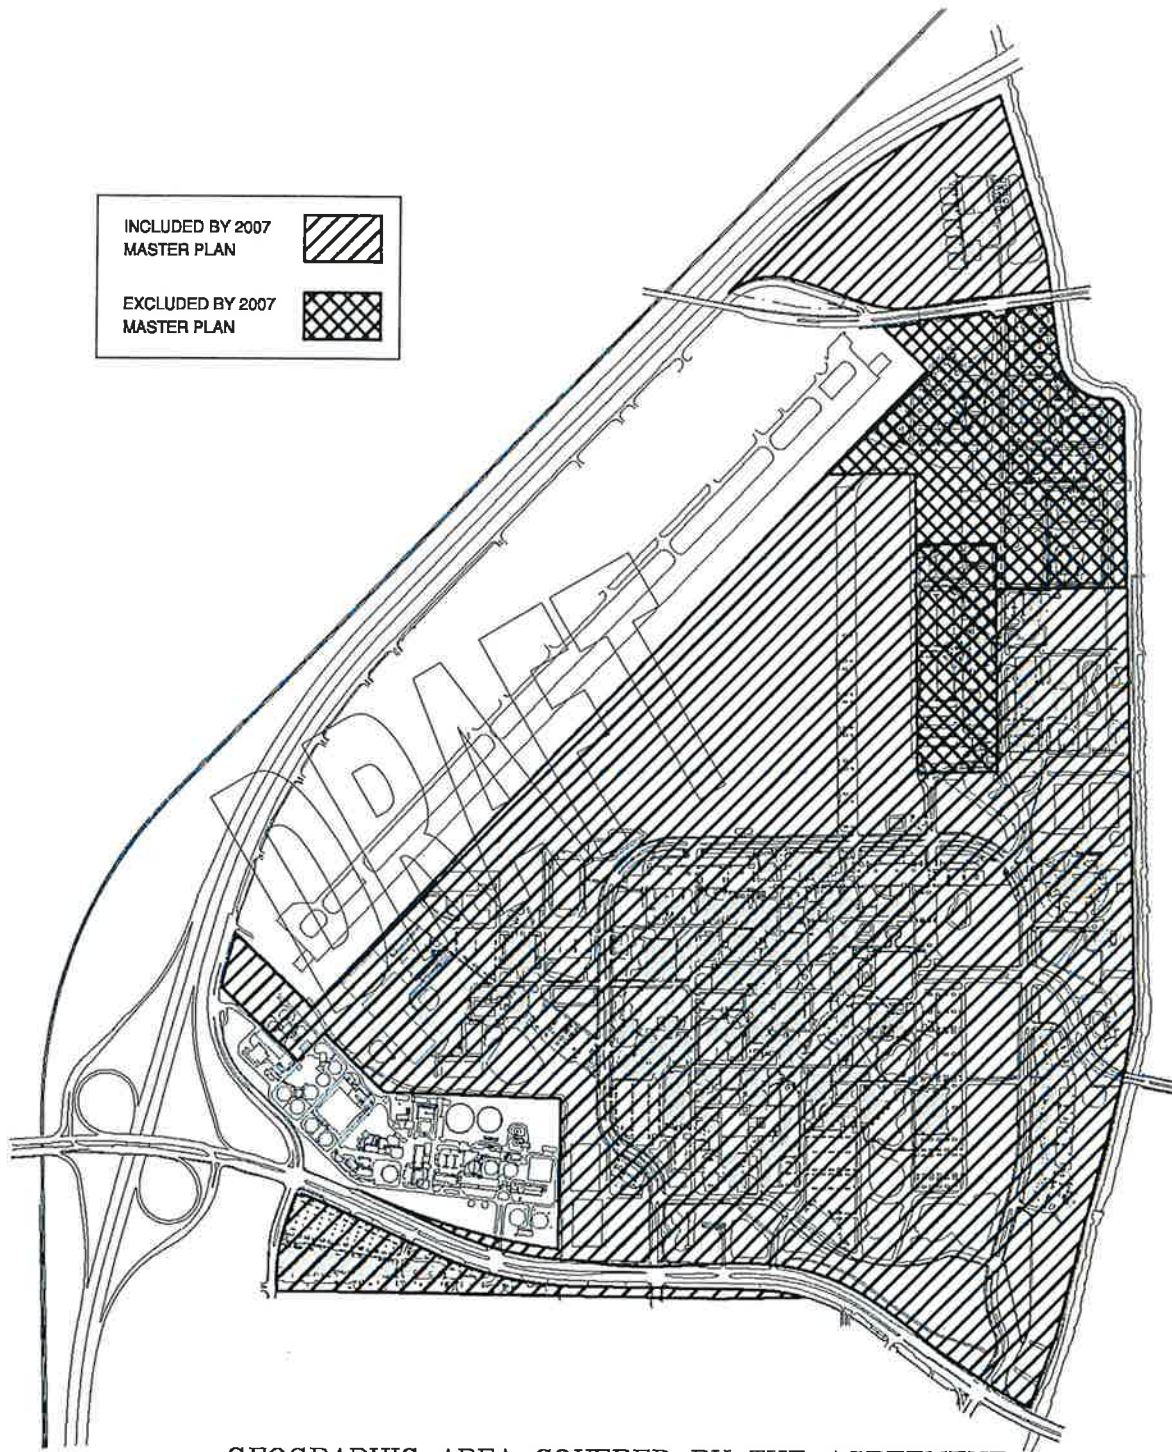 INCLUDED BY 2007
MASTER PLAN
EXCLUDED BY 2007
MASTER PLAN
DRAFT
GEOGRAPHIC AREA COVERED BY THE AGREEMENT